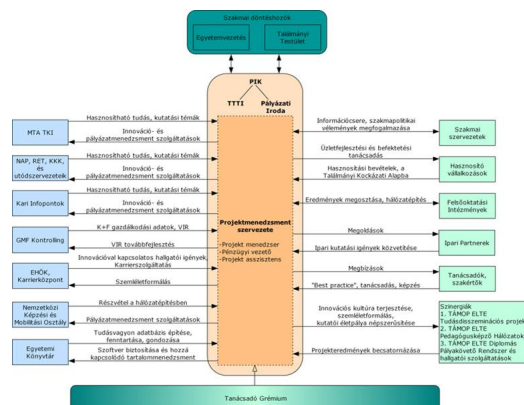 Szakmai döntéshozók
Egyetemvezetés
Találmányi
Testület
PIK
TTTI
Pályázati
Iroda
MTA TKI
Hasznosítható tudás, kutatási témák
Innováció- és
pályázatmenedzsment szolgáltatások
NAP, RET, KKK,
és
utódszervezeteik
Hasznosítható tudás, kutatási témák
Innováció- és
pályázatmenedzsment szolgáltatások
Kari Infopontok
Hasznosítható tudás, kutatási témák
Innováció- és
pályázatmenedzsment szolgáltatások
GMF Kontrolling
K+F gazdálkodási adatok, VIR
VIR továbbfejlesztés
EHÖK,
Karrierközpont
Innovációval kapcsolatos hallgatói igények,
Karrierszolgáltatás
Szemléletformálás
Nemzetközi
Képzési és
Mobilitási Osztály
Részvétel a hálózatépítésben
Pályázatmenedzsment szolgáltatások
Egyetemi
Könyvtár
Tudásvagyon adatbázis építése,
fenntartása, gondozása
Szoftver biztosítása és hozzá
kapcsolódó tartalommenedzsment
Projektmenedzsment
szervezete
-Projekt menedzser
-Pénzügyi vezető
-Projekt asszisztens
Információcsere, szakmapolitikai
vélemények megfogalmazása
Szakmai
szervezetek
Üzletfejlesztési és befektetési
tanácsadás
Hasznosítási bevételek, a
Találmányi Kockázati Alapba
Hasznosító
vállalkozások
Eredmények megosztása, hálózatépítés
Felsőoktatási
Intézmények
Megoldások
Ipari kutatási igények közvetítése
Ipari Partnerek
Megbízások
"Best practice", tanácsadás, képzés
Tanácsadók,
szakértők
Innovációs kultúra terjesztése,
szemléletformálás,
kutatói életpálya népszerűsítése
Projekteredmények becsatornázása
Szinergiák
1. TÁMOP ELTE
Tudásdisszeminációs projekt
2. TÁMOP ELTE
Pedagógusképző Hálózatok
3. TÁMOP ELTE Diplomás
Pályakövető Rendszer és
hallgatói szolgáltatások
Tanácsadó Grémium